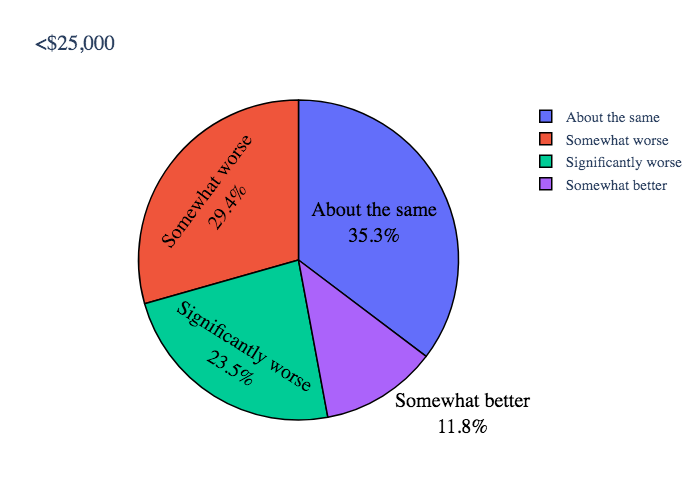 <$25,000
About the same
Somewhat worse
Significantly worse
Somewhat better
Somewhat worse
29.4%
About the same
35.3%
Significantly worse
23.5%
Somewhat better
11.8%